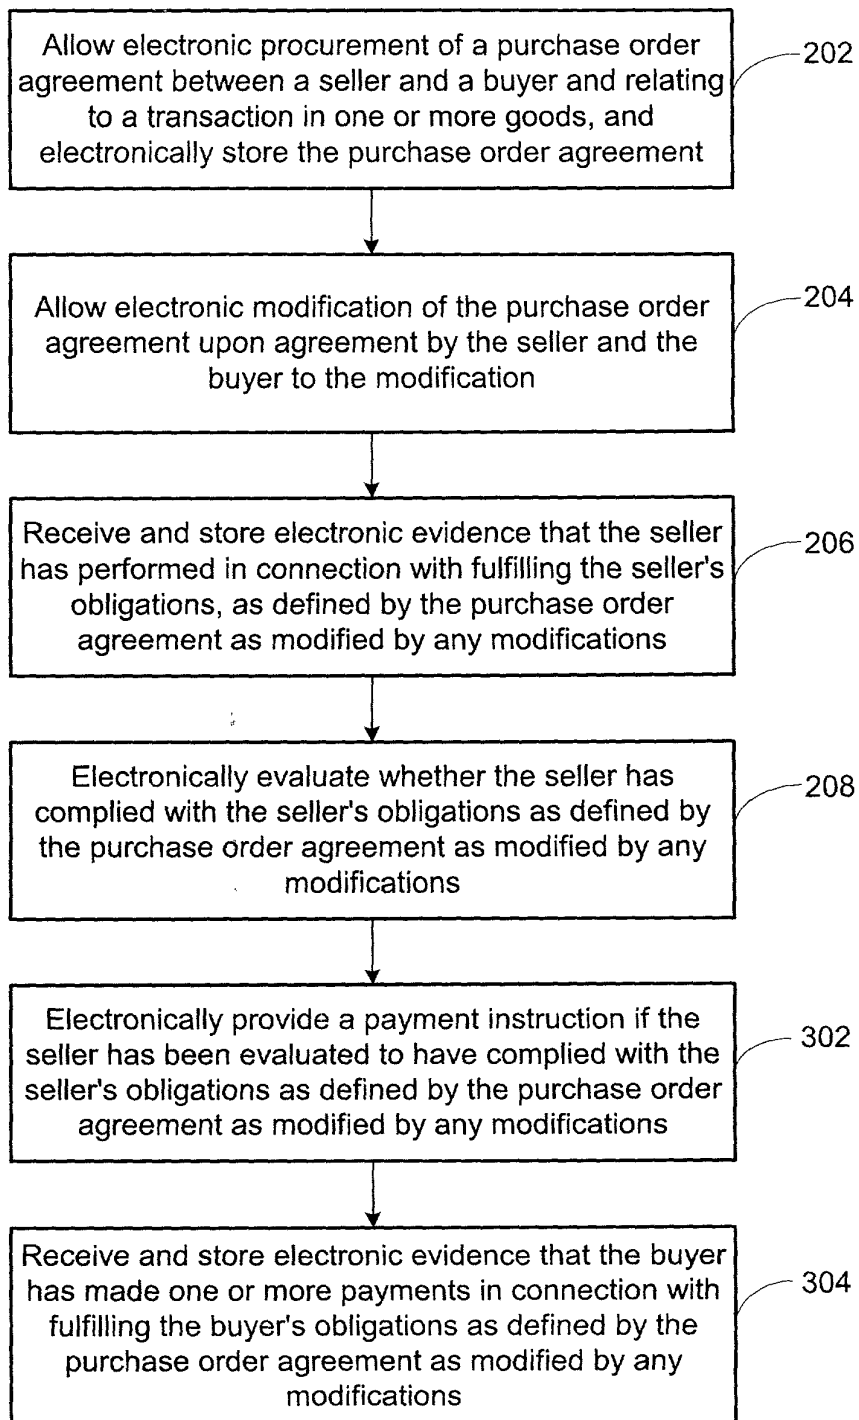 Allow electronic procurement of a purchase order
agreement between a seller and a buyer and relating
to a transaction in one or more goods, and
electronically store the purchase order agreement
202
Allow electronic modification of the purchase order
agreement upon agreement by the seller and the
buyer to the modification
204
Receive and store electronic evidence that the seller
has performed in connection with fulfilling the seller's
obligations, as defined by the purchase order
agreement as modified by any modifications
206
Electronically evaluate whether the seller has
complied with the seller's obligations as defined by
the purchase order agreement as modified by any
modifications
208
Electronically provide a payment instruction if the
seller has been evaluated to have complied with the
seller's obligations as defined by the purchase order
agreement as modified by any modifications
302
Receive and store electronic evidence that the buyer
has made one or more payments in connection with
fulfilling the buyer's obligations as defined by the
purchase order agreement as modified by any
modifications
304